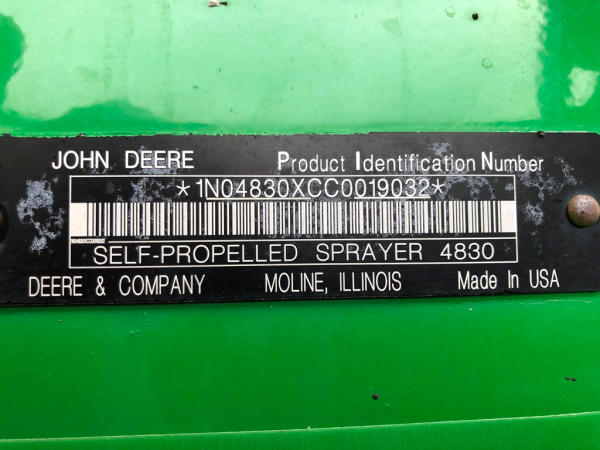 JOHN DEERE Product Identification Number
*1N04830XCC0019032*
SELF-PROPELLED SPRAYER 4830
DEERE & COMPANY MOLINE, ILLINOIS Made In USA